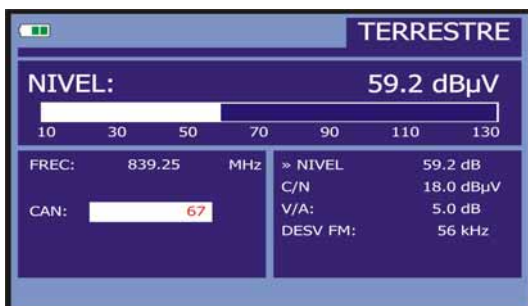 TERRESTRE
NIVEL: 59.2 dBµV
10 30 50 70 90 110 130
FREC: 839.25 MHz
CAN: 67
» NIVEL 59.2 dB
C/N 18.0 dBµV
V/A: 5.0 dB
DESV FM: 56 kHz